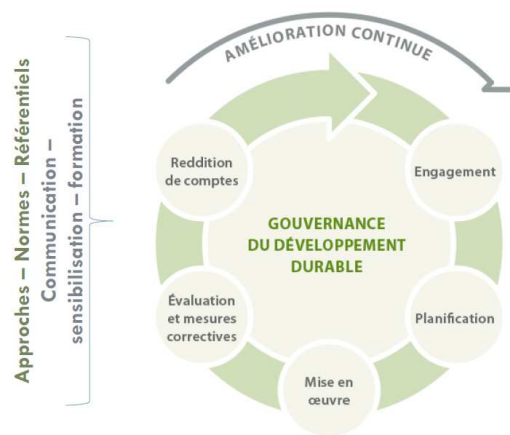 Approches – Normes – Référentiels
Communication –
sensibilisation – formation
AMÉLIORATION CONTINUE
Reddition
de comptes
Engagement
GOUVERNANCE
DU DÉVELOPPEMENT
DURABLE
Évaluation
et mesures
correctives
Planification
Mise en
œuvre